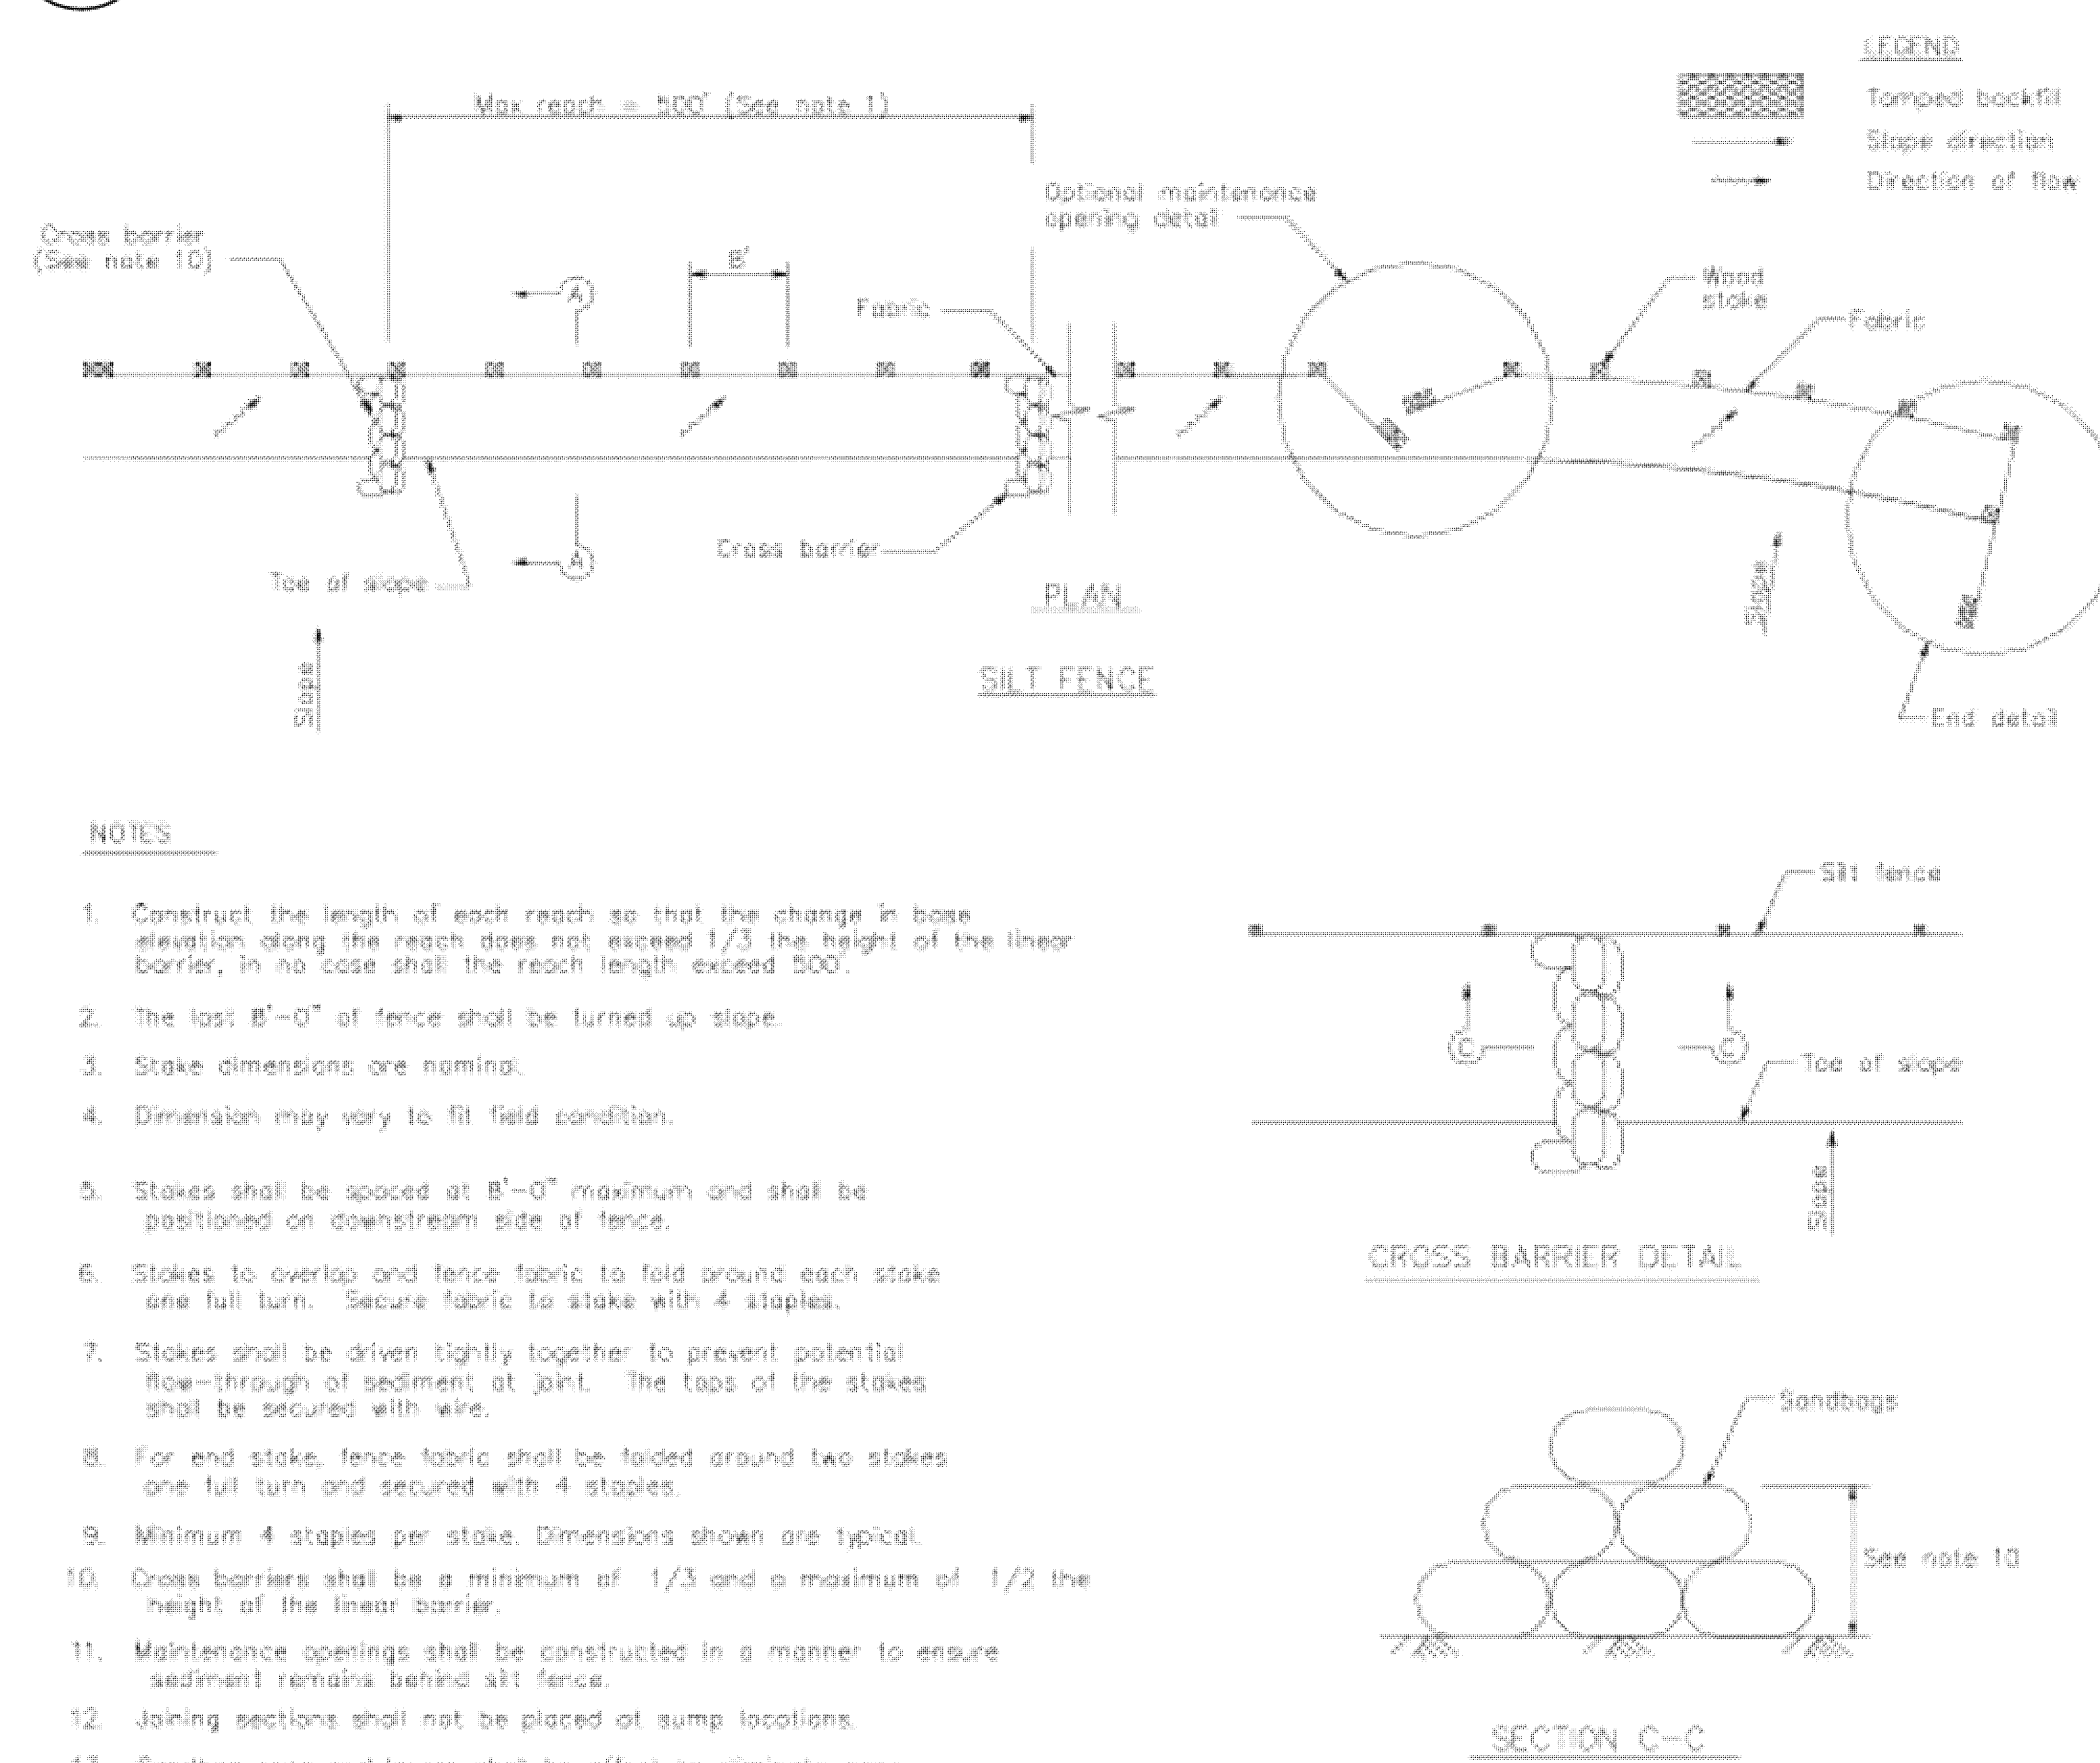 LEGEND
Tamped backfill
Slope direction
Direction of flow
Max reach = 500' (See note 1)
Optional maintenance
opening detail
Cross barrier
(See note 10)
8'
A
Fabric
Wood
stake
Fabric
Cross barrier
A
Toe of slope
PLAN
Slope
Slope
SILT FENCE
End detail
NOTES
1. Construct the length of each reach so that the change in base
elevation along the reach does not exceed 1/3 the height of the linear
barrier, in no case shall the reach length exceed 500'.
2. The last 8'-0" of fence shall be turned up slope.
3. Stake dimensions are nominal.
4. Dimension may vary to fit field condition.
5. Stakes shall be spaced at 8'-0" maximum and shall be
positioned on downstream side of fence.
6. Stakes to overlap and fence fabric to fold around each stake
one full turn. Secure fabric to stake with 4 staples.
7. Stakes shall be driven tightly together to prevent potential
flow-through of sediment at joint. The tops of the stakes
shall be secured with wire.
8. For end stake, fence fabric shall be folded around two stakes
one full turn and secured with 4 staples.
9. Minimum 4 staples per stake. Dimensions shown are typical.
10. Cross barriers shall be a minimum of 1/3 and a maximum of 1/2 the
height of the linear barrier.
11. Maintenance openings shall be constructed in a manner to ensure
sediment remains behind silt fence.
12. Joining sections shall not be placed at sump locations.
Silt fence
C
C
Toe of slope
Slope
CROSS BARRIER DETAIL
Sandbags
See note 10
SECTION C-C